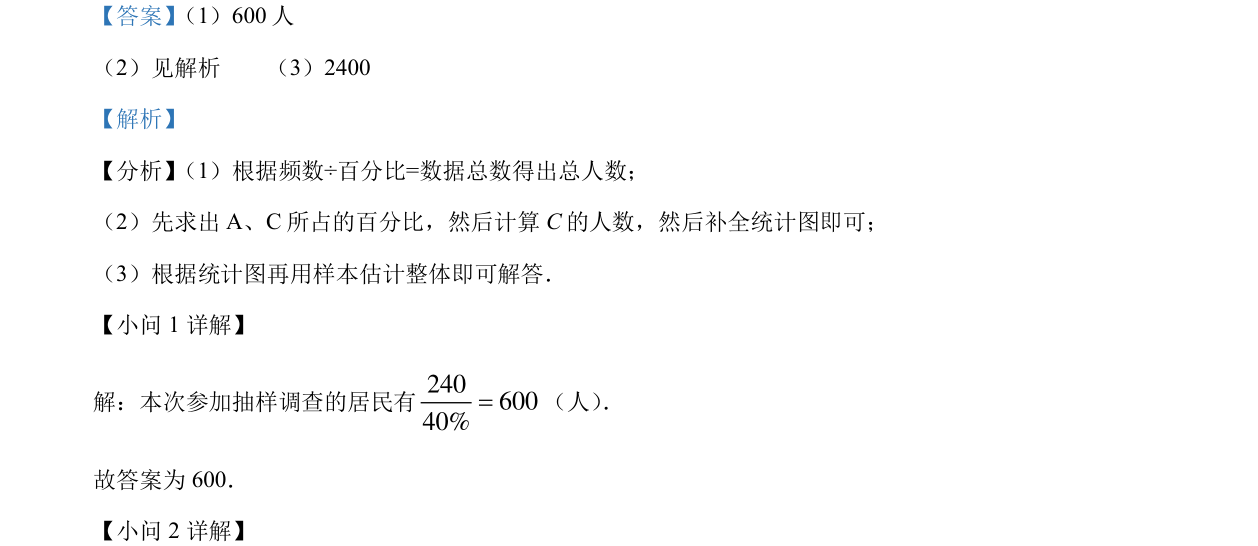 【答案】（1）600 人
（2）见解析 （3）2400
【解析】
【分析】（1）根据频数÷百分比=数据总数得出总人数；
（2）先求出 A、C 所占的百分比，然后计算 C 的人数，然后补全统计图即可；
（3）根据统计图再用样本估计整体即可解答．
【小问 1 详解】
解：本次参加抽样调查的居民有 240/40% = 600（人）．
故答案为 600．
【小问 2 详解】